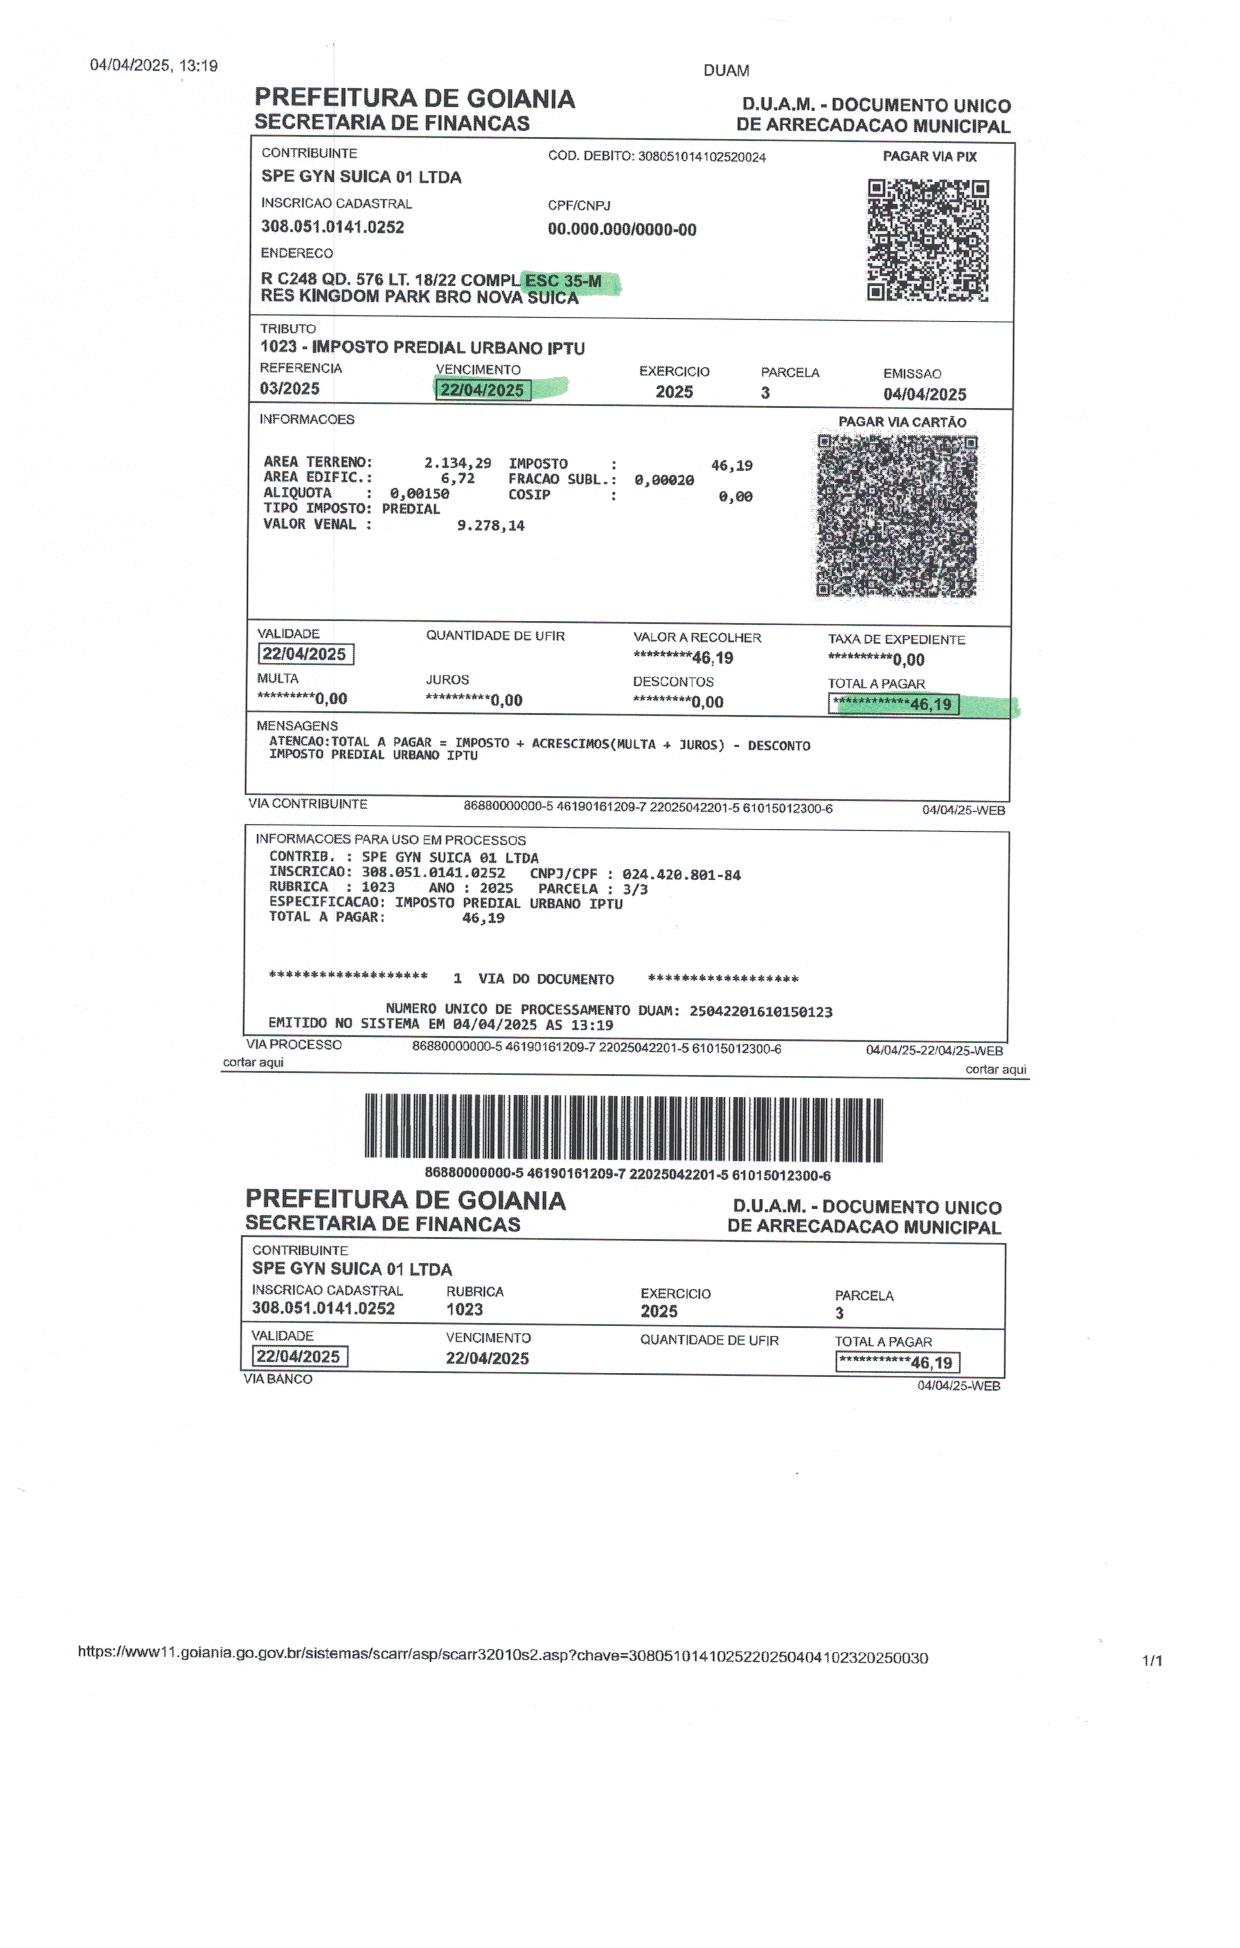 04/04/2025, 13:19
DUAM
PREFEITURA DE GOIANIA
SECRETARIA DE FINANCAS
D.U.A.M. - DOCUMENTO UNICO
DE ARRECADACAO MUNICIPAL
CONTRIBUINTE
COD. DEBITO: 308051014102520024
PAGAR VIA PIX
SPE GYN SUICA 01 LTDA
INSCRICAO CADASTRAL
CPF/CNPJ
308.051.0141.0252
00.000.000/0000-00
ENDERECO
R C248 QD. 576 LT. 18/22 COMPL ESC 35-M
RES KINGDOM PARK BRO NOVA SUICA
TRIBUTO
1023 - IMPOSTO PREDIAL URBANO IPTU
REFERENCIA VENCIMENTO EXERCICIO PARCELA EMISSAO
03/2025 22/04/2025 2025 3 04/04/2025
INFORMACOES
PAGAR VIA CARTÃO
AREA TERRENO: 2.134,29 IMPOSTO : 46,19
AREA EDIFIC.: 6,72 FRACAO SUBL.: 0,00020
ALIQUOTA : 0,00150 COSIP : 0,00
TIPO IMPOSTO: PREDIAL
VALOR VENAL : 9.278,14
VALIDADE QUANTIDADE DE UFIR VALOR A RECOLHER TAXA DE EXPEDIENTE
22/04/2025 *********46,19 **********0,00
MULTA JUROS DESCONTOS TOTAL A PAGAR
*********0,00 **********0,00 *********0,00 ************46,19
MENSAGENS
ATENCAO:TOTAL A PAGAR = IMPOSTO + ACRESCIMOS(MULTA + JUROS) - DESCONTO
IMPOSTO PREDIAL URBANO IPTU
VIA CONTRIBUINTE 86880000000-5 46190161209-7 22025042201-5 61015012300-6 04/04/25-WEB
INFORMACOES PARA USO EM PROCESSOS
CONTRIB. : SPE GYN SUICA 01 LTDA
INSCRICAO: 308.051.0141.0252 CNPJ/CPF : 024.420.801-84
RUBRICA : 1023 ANO : 2025 PARCELA : 3/3
ESPECIFICACAO: IMPOSTO PREDIAL URBANO IPTU
TOTAL A PAGAR: 46,19
******************* 1 VIA DO DOCUMENTO ******************
NUMERO UNICO DE PROCESSAMENTO DUAM: 25042201610150123
EMITIDO NO SISTEMA EM 04/04/2025 AS 13:19
VIA PROCESSO 86880000000-5 46190161209-7 22025042201-5 61015012300-6 04/04/25-22/04/25-WEB
cortar aqui cortar aqui
86880000000-5 46190161209-7 22025042201-5 61015012300-6
PREFEITURA DE GOIANIA
SECRETARIA DE FINANCAS
D.U.A.M. - DOCUMENTO UNICO
DE ARRECADACAO MUNICIPAL
CONTRIBUINTE
SPE GYN SUICA 01 LTDA
INSCRICAO CADASTRAL RUBRICA EXERCICIO PARCELA
308.051.0141.0252 1023 2025 3
VALIDADE VENCIMENTO QUANTIDADE DE UFIR TOTAL A PAGAR
22/04/2025 22/04/2025 ***********46,19
VIA BANCO 04/04/25-WEB
https://www11.goiania.go.gov.br/sistemas/scarr/asp/scarr32010s2.asp?chave=3080510141025220250404102320250030
1/1